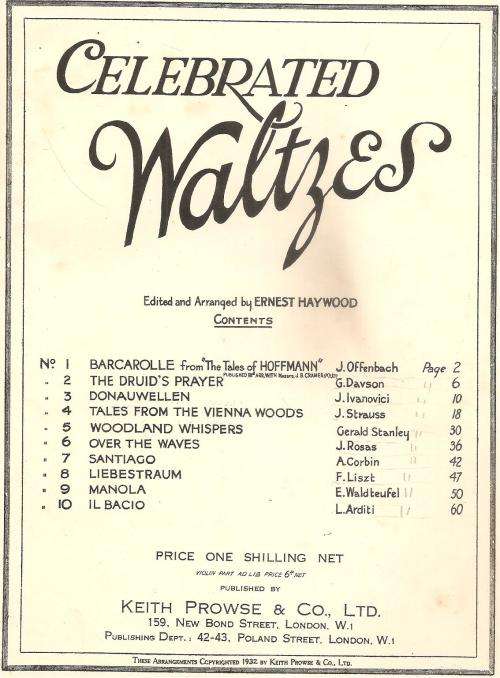 CELEBRATED
Waltzes
Edited and Arranged by ERNEST HAYWOOD
CONTENTS
No. 1 BARCAROLLE from "The Tales of HOFFMANN" J. Offenbach Page 2
" 2 THE DRUID'S PRAYER G. Davson " 6
" 3 DONAUWELLEN J. Ivanovici " 10
" 4 TALES FROM THE VIENNA WOODS J. Strauss " 18
" 5 WOODLAND WHISPERS Gerald Stanley " 30
" 6 OVER THE WAVES J. Rosas " 36
" 7 SANTIAGO A. Corbin " 42
" 8 LIEBESTRAUM F. Liszt " 47
" 9 MANOLA E. Waldteufel " 50
" 10 IL BACIO L. Arditi " 60
PRICE ONE SHILLING NET
VIOLIN PART AD LIB PRICE 6D NET
PUBLISHED BY
KEITH PROWSE & CO., LTD.
159, NEW BOND STREET, LONDON, W.1
PUBLISHING DEPT.: 42-43, POLAND STREET, LONDON, W.1
THESE ARRANGEMENTS COPYRIGHTED 1932 BY KEITH PROWSE & CO., LTD.